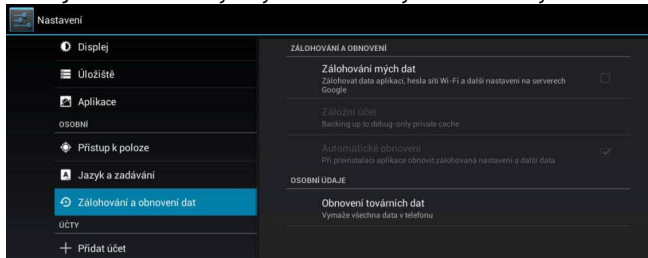 Nastavení
Displej
Úložiště
Aplikace
OSOBNÍ
Přístup k poloze
Jazyk a zadávání
Zálohování a obnovení dat
ÚČTY
Přidat účet
ZÁLOHOVÁNÍ A OBNOVENÍ
Zálohování mých dat
Zálohovat data aplikací, hesla sítí Wi-Fi a další nastavení na serverech
Google
Záložní účet
Backing up to debug-only private cache
Automatické obnovení
Při přeinstalaci aplikace obnovit zálohovaná nastavení a další data
OSOBNÍ ÚDAJE
Obnovení továrních dat
Vymaže všechna data v telefonu